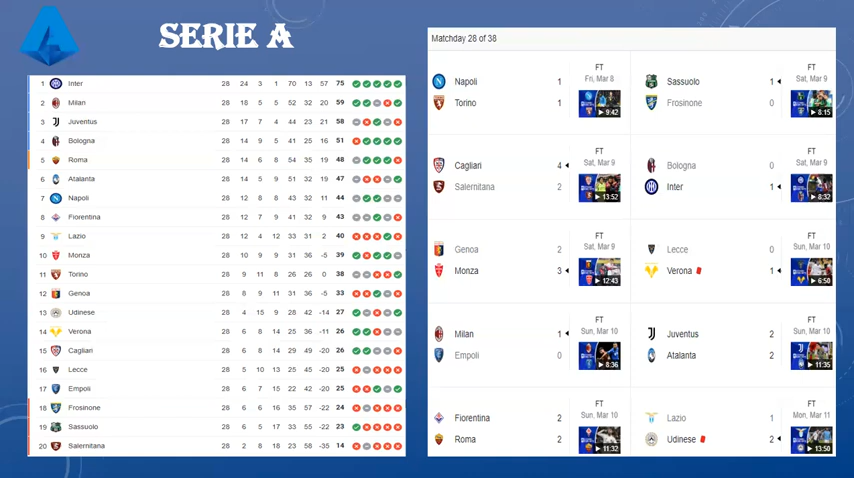 SERIE A
1 Inter 28 24 3 1 70 13 57 75
2 Milan 28 18 5 5 52 32 20 59
3 Juventus 28 17 7 4 44 23 21 58
4 Bologna 28 14 9 5 41 25 16 51
5 Roma 28 14 6 8 54 35 19 48
6 Atalanta 28 14 5 9 51 32 19 47
7 Napoli 28 12 8 8 43 32 11 44
8 Fiorentina 28 12 7 9 41 32 9 43
9 Lazio 28 12 4 12 33 31 2 40
10 Monza 28 10 9 9 31 36 -5 39
11 Torino 28 9 11 8 26 26 0 38
12 Genoa 28 8 9 11 31 36 -5 33
13 Udinese 28 4 15 9 28 42 -14 27
14 Verona 28 6 8 14 25 36 -11 26
15 Cagliari 28 6 8 14 29 49 -20 26
16 Lecce 28 5 10 13 25 45 -20 25
17 Empoli 28 6 7 15 22 42 -20 25
18 Frosinone 28 6 6 16 35 57 -22 24
19 Sassuolo 28 6 5 17 33 55 -22 23
20 Salernitana 28 2 8 18 23 58 -35 14
Matchday 28 of 38
FT
Napoli 1 Fri, Mar 8
Torino 1 9:42
FT
Sassuolo 1 Sat, Mar 9
Frosinone 0 8:15
FT
Cagliari 4 Sat, Mar 9
Salernitana 2 13:52
FT
Bologna 0 Sat, Mar 9
Inter 1 8:32
FT
Genoa 2 Sat, Mar 9
Monza 3 12:43
FT
Lecce 0 Sun, Mar 10
Verona 1 6:50
FT
Milan 1 Sun, Mar 10
Empoli 0 8:36
FT
Juventus 2 Sun, Mar 10
Atalanta 2 11:35
FT
Fiorentina 2 Sun, Mar 10
Roma 2 11:32
FT
Lazio 1 Mon, Mar 11
Udinese 2 13:50